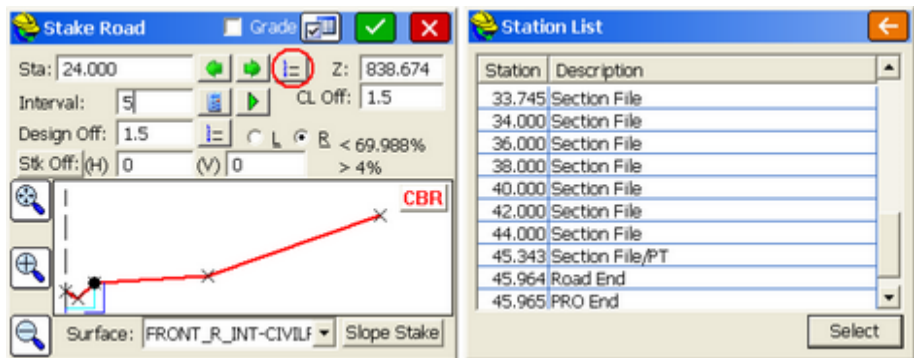 Stake Road Grade
Sta: 24.000 Z: 838.674
Interval: 5 CL Off: 1.5
Design Off: 1.5 L R < 69.988%
Stk Off: (H) 0 (V) 0 > 4%
CBR
Surface: FRONT_R_INT-CIVILF Slope Stake
Station List
Station Description
33.745 Section File
34.000 Section File
36.000 Section File
38.000 Section File
40.000 Section File
42.000 Section File
44.000 Section File
45.343 Section File/PT
45.964 Road End
45.965 PRO End
Select